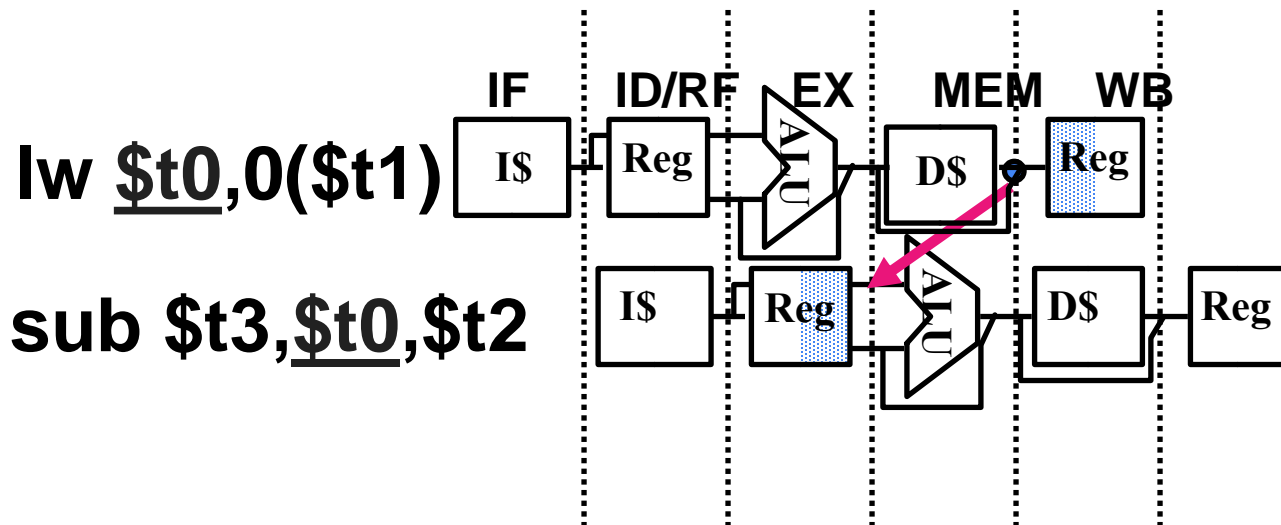 IF ID/RF EX MEM WB
lw $t0,0($t1) I$ Reg ALU D$ Reg
sub $t3,$t0,$t2 I$ Reg ALU D$ Reg